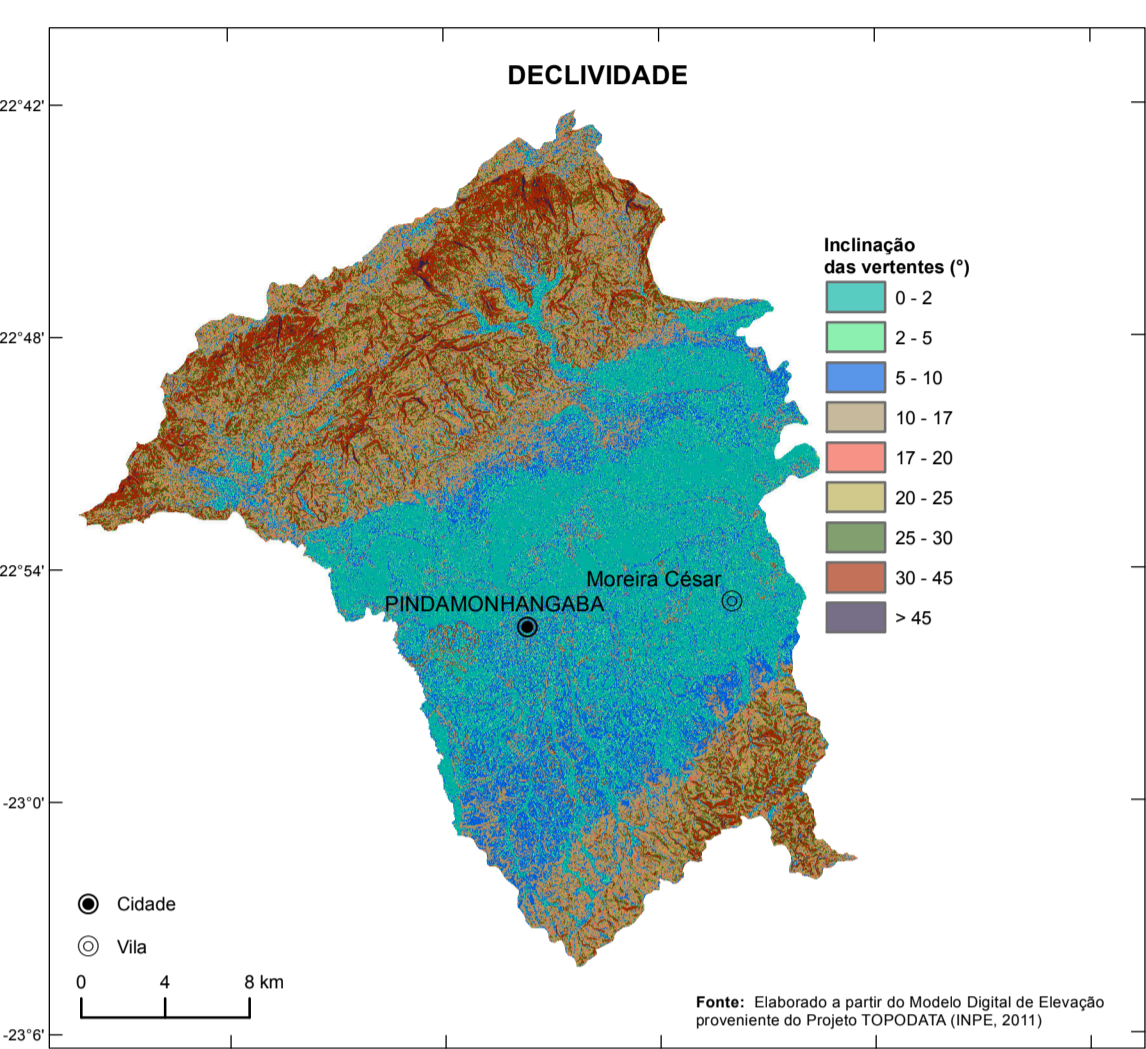 DECLIVIDADE
22°42'
22°48'
22°54'
-23°0'
-23°6'
Inclinação
das vertentes (°)
0 - 2
2 - 5
5 - 10
10 - 17
17 - 20
20 - 25
25 - 30
30 - 45
> 45
Moreira César
PINDAMONHANGABA
Cidade
Vila
0 4 8 km
Fonte: Elaborado a partir do Modelo Digital de Elevação
proveniente do Projeto TOPODATA (INPE, 2011)